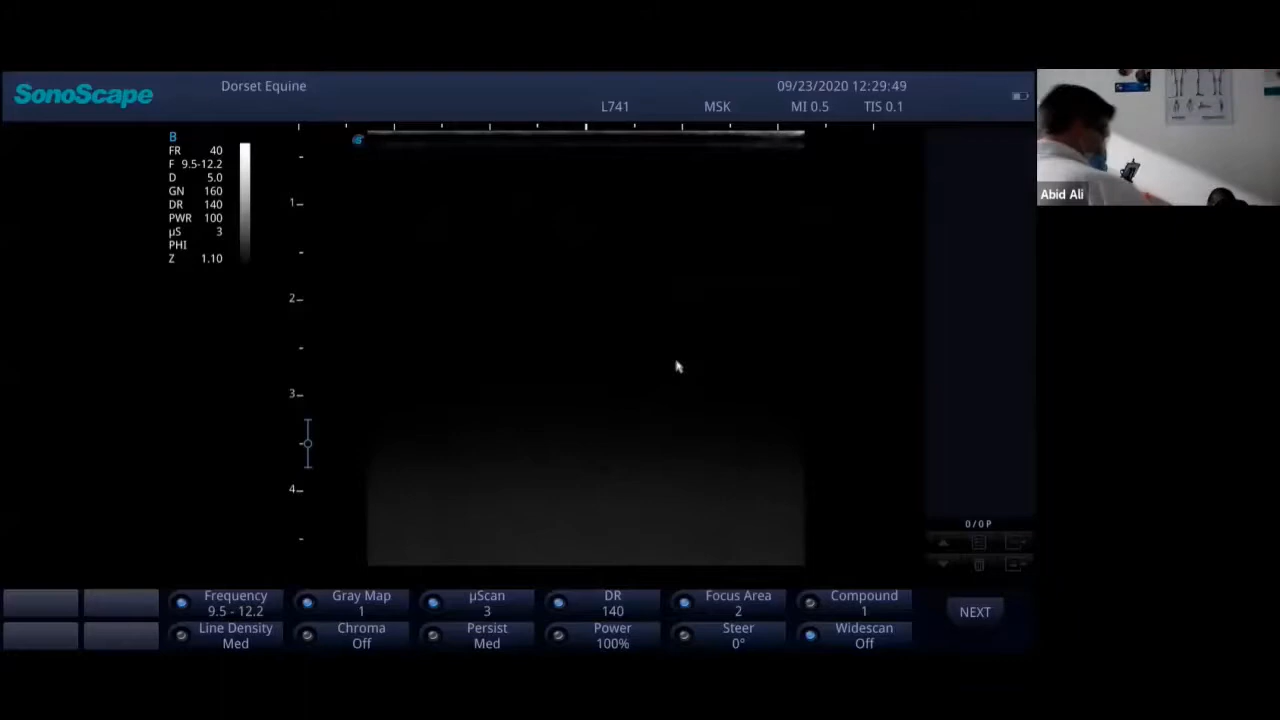 SonoScape
Dorset Equine
09/23/2020 12:29:49
L741 MSK MI 0.5 TIS 0.1
B
FR 40
F 9.5-12.2
D 5.0
GN 160
DR 140
PWR 100
µS 3
PHI
Z 1.10
1
2
3
4
Abid Ali
0/0P
Frequency
9.5 - 12.2
Gray Map
1
µScan
3
DR
140
Focus Area
2
Compound
1
NEXT
Line Density
Med
Chroma
Off
Persist
Med
Power
100%
Steer
0°
Widescan
Off